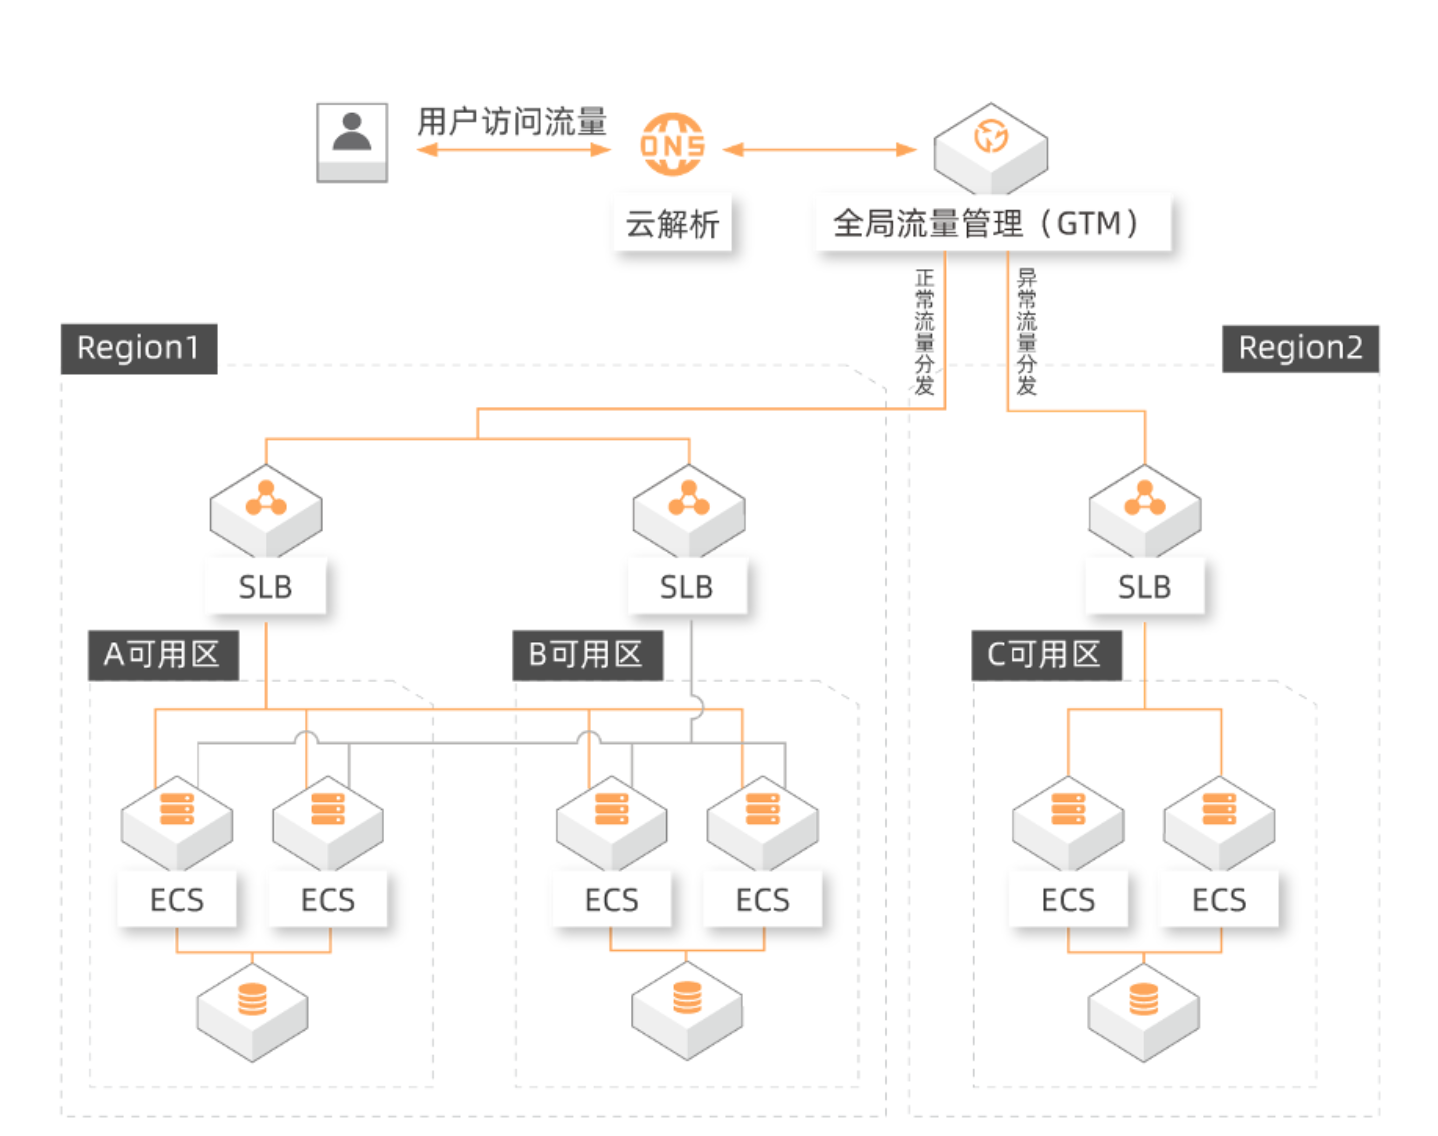 用户访问流量
DNS
云解析
全局流量管理（GTM）
正常流量分发
异常流量分发
Region1
Region2
SLB
SLB
SLB
A可用区
B可用区
C可用区
ECS
ECS
ECS
ECS
ECS
ECS